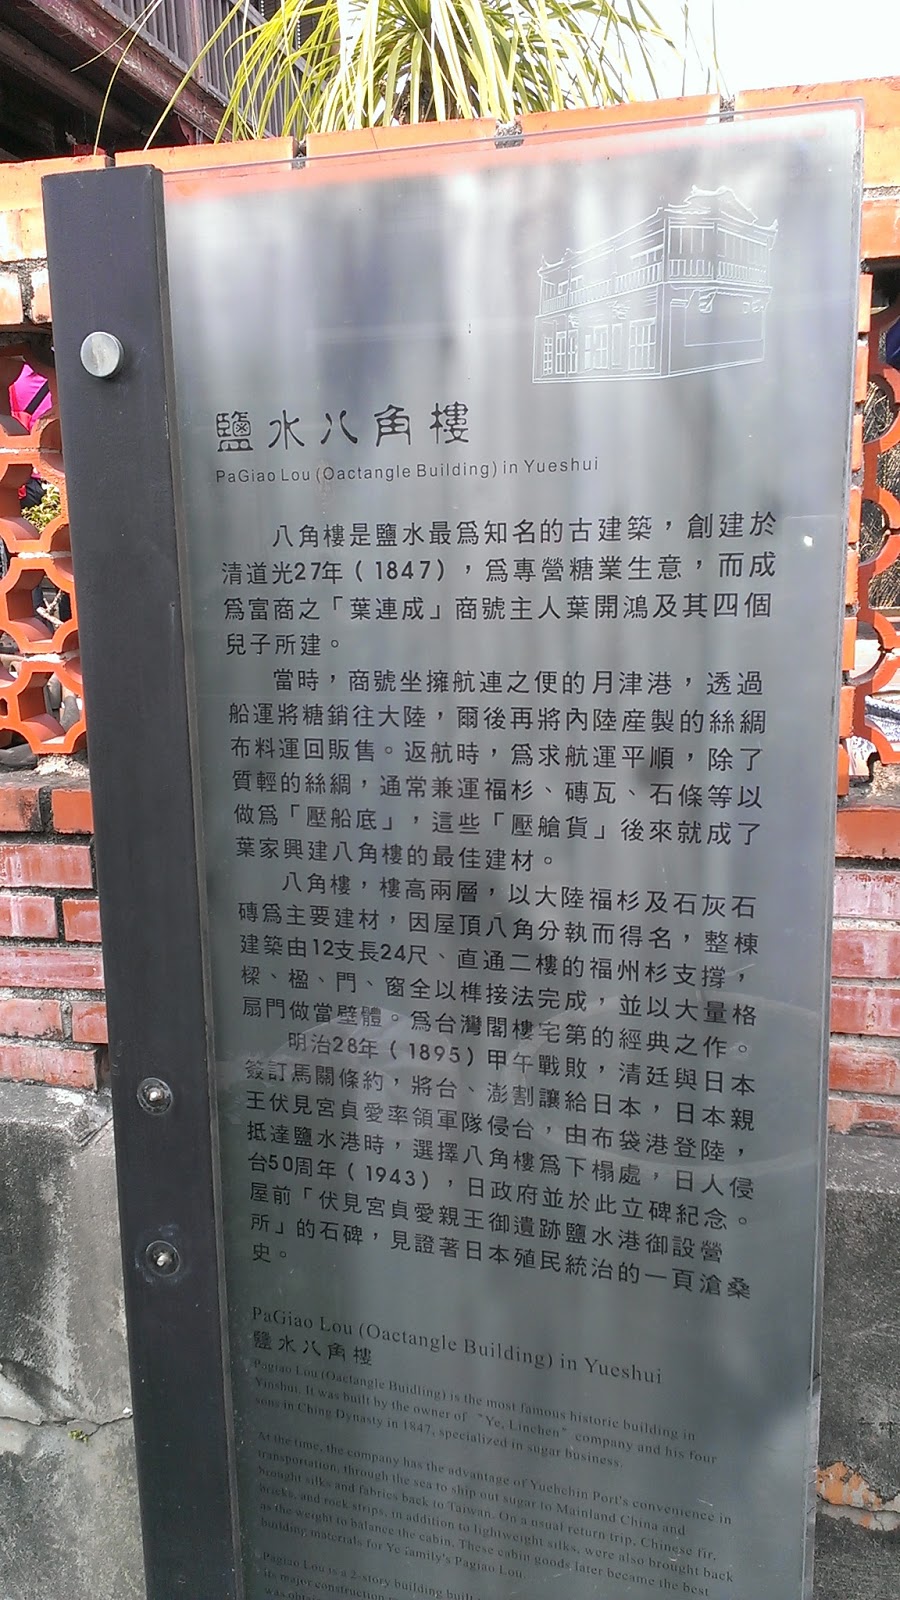 鹽水八角樓
PaGiao Lou (Oactangle Building) in Yueshui
八角樓是鹽水最為知名的古建築，創建於
清道光27年（1847），為專營糖業生意，而成
為富商之「葉連成」商號主人葉開鴻及其四個
兒子所建。
當時，商號坐擁航運之便的月津港，透過
船運將糖銷往大陸，爾後再將內陸產製的絲綢
布料運回販售。返航時，為求航運平順，除了
質輕的絲綢，通常兼運福杉、磚瓦、石條等以
做為「壓船底」，這些「壓艙貨」後來就成了
葉家興建八角樓的最佳建材。
八角樓，樓高兩層，以大陸福杉及石灰石
磚為主要建材，因屋頂八角分執而得名，整棟
建築由12支長24尺、直通二樓的福州杉支撐，
樑、楹、門、窗全以榫接法完成，並以大量格
扇門做當壁體。為台灣閣樓宅第的經典之作。
明治28年（1895）甲午戰敗，清廷與日本
簽訂馬關條約，將台、澎割讓給日本，日本親
王伏見宮貞愛率領軍隊侵台，由布袋港登陸，
抵達鹽水港時，選擇八角樓為下榻處，日人侵
台50周年（1943），日政府並於此立碑紀念。
屋前「伏見宮貞愛親王御遺跡鹽水港御設營
所」的石碑，見證著日本殖民統治的一頁滄桑
史。
PaGiao Lou (Oactangle Building) in Yueshui
鹽水八角樓
Pagiao Lou (Oactangle Buidling) is the most famous historic building in
Yinshui. It was built by the owner of "Ye, Linchen" company and his four
sons in Ching Dynasty in 1847, specialized in sugar business.
At the time, the company has the advantage of Yuehchin Port's convenience in
transportation, through the sea to ship out sugar to Mainland China and
brought silks and fabrics back to Taiwan. On a usual return trip, Chinese fir,
bricks, and rock strips, in addition to lightweight silks, were also brought back
as the weight to balance the cabin. These cabin goods later became the best
building materials for Ye family's Pagiao Lou.
Pagiao Lou is a 2-story building built
its major construction
was obtai